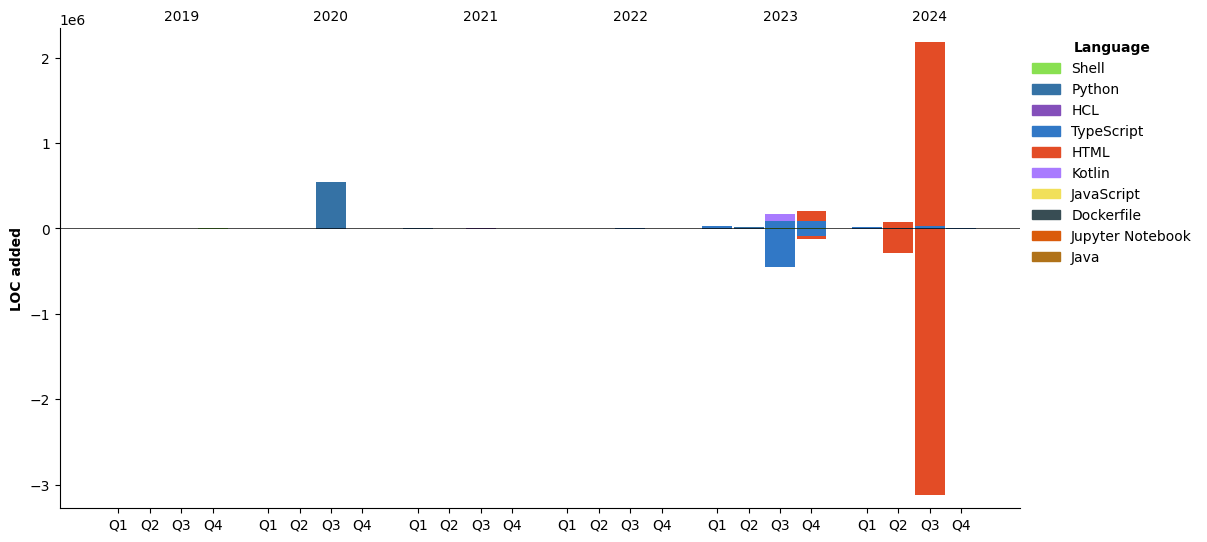 1e6
2019 2020 2021 2022 2023 2024
2
1
0
−1
−2
−3
LOC added
Q1 Q2 Q3 Q4 Q1 Q2 Q3 Q4 Q1 Q2 Q3 Q4 Q1 Q2 Q3 Q4 Q1 Q2 Q3 Q4 Q1 Q2 Q3 Q4
Language
Shell
Python
HCL
TypeScript
HTML
Kotlin
JavaScript
Dockerfile
Jupyter Notebook
Java